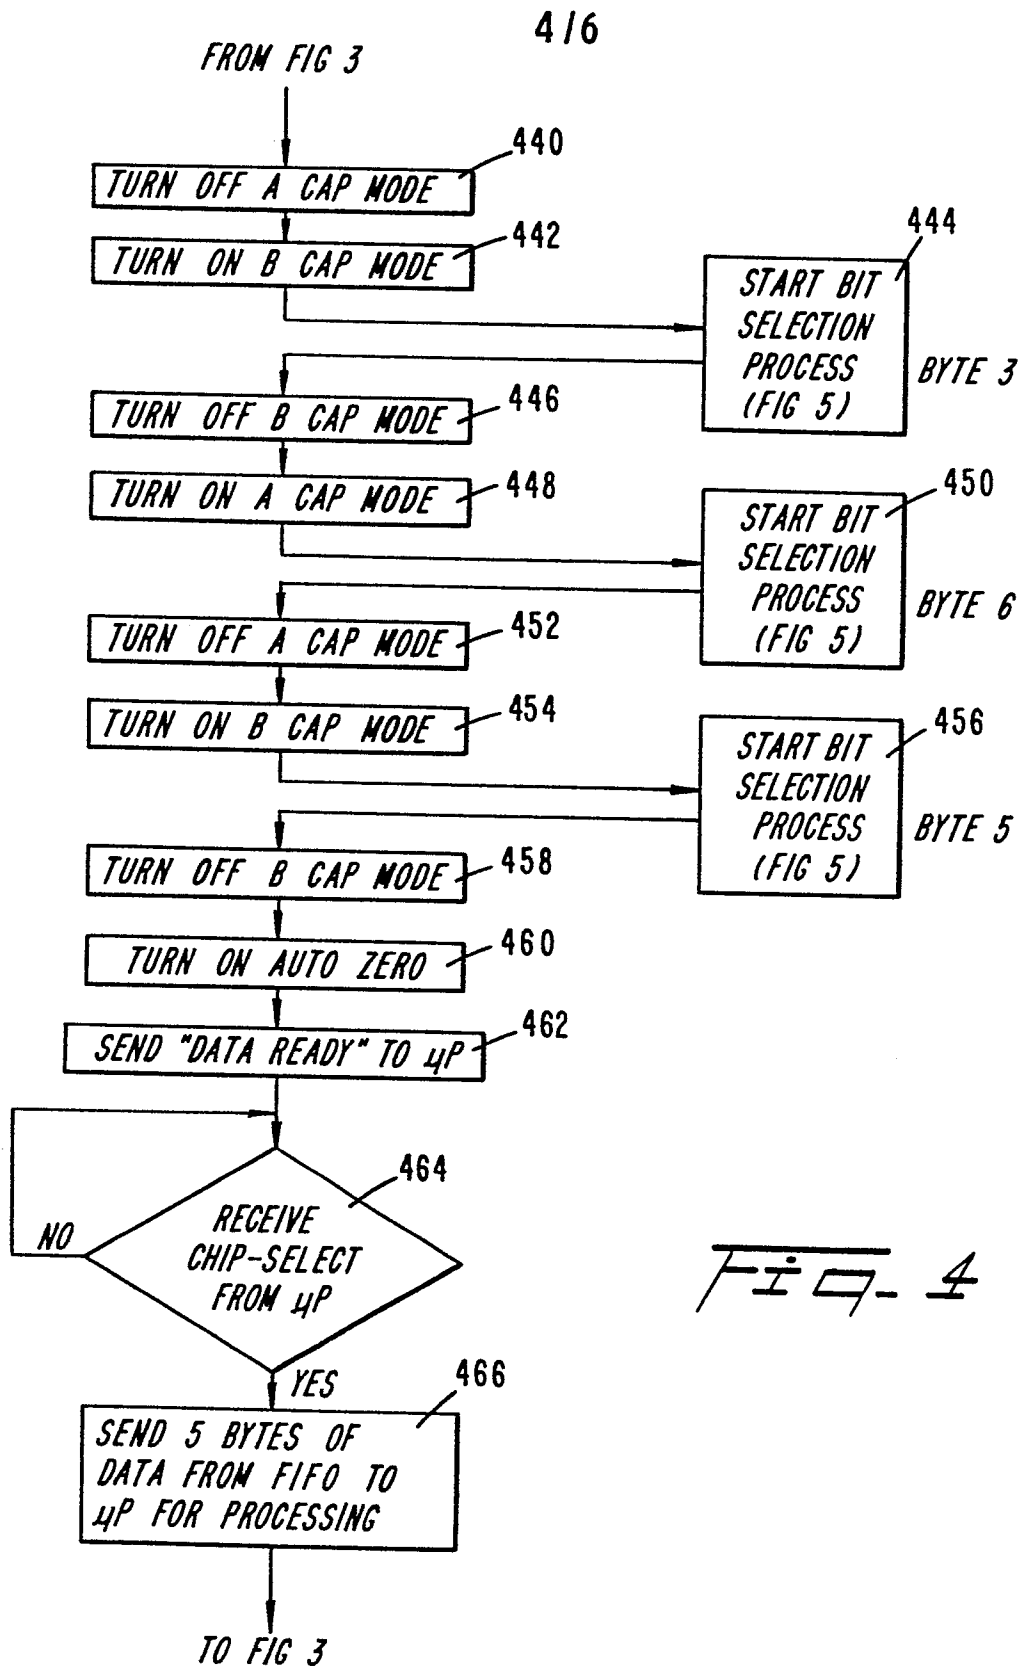 4/6
FROM FIG 3
440
TURN OFF A CAP MODE
442
TURN ON B CAP MODE
444
START BIT
SELECTION
PROCESS
(FIG 5)
BYTE 3
446
TURN OFF B CAP MODE
448
TURN ON A CAP MODE
450
START BIT
SELECTION
PROCESS
(FIG 5)
BYTE 6
452
TURN OFF A CAP MODE
454
TURN ON B CAP MODE
456
START BIT
SELECTION
PROCESS
(FIG 5)
BYTE 5
458
TURN OFF B CAP MODE
460
TURN ON AUTO ZERO
462
SEND "DATA READY" TO µP
464
RECEIVE
CHIP-SELECT
FROM µP
NO
YES
466
SEND 5 BYTES OF
DATA FROM FIFO TO
µP FOR PROCESSING
TO FIG 3
Fig. 4